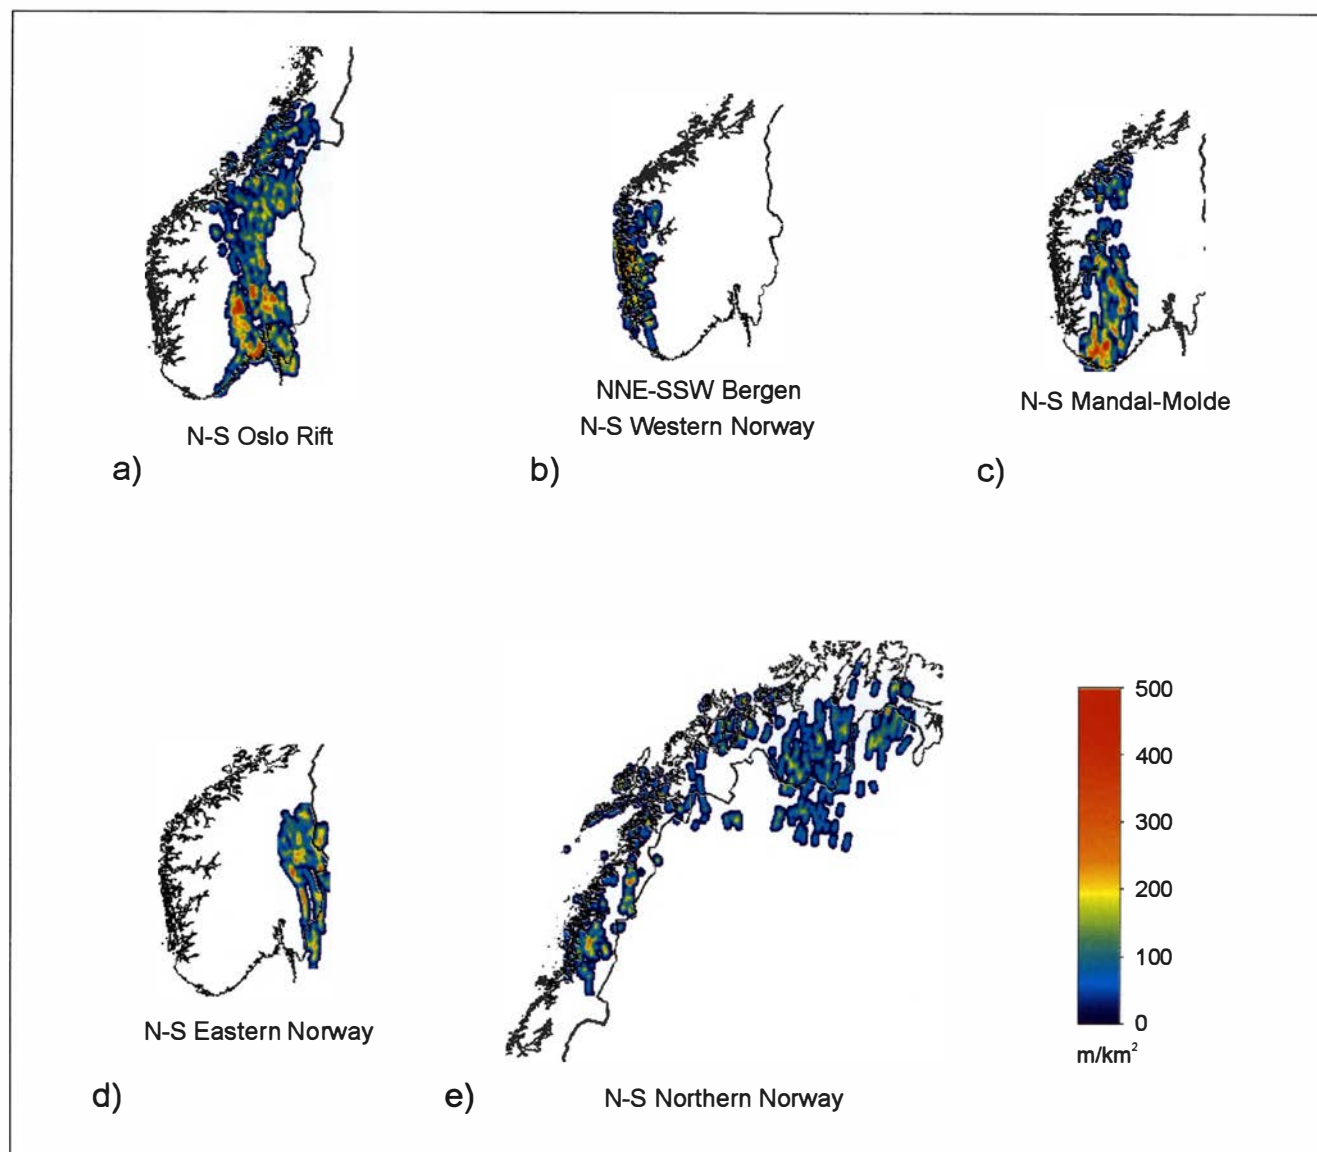 N-S Oslo Rift
a)
NNE-SSW Bergen
N-S Western Norway
b)
N-S Mandal-Molde
c)
N-S Eastern Norway
d)
N-S Northern Norway
e)
500
400
300
200
100
0
m/km²